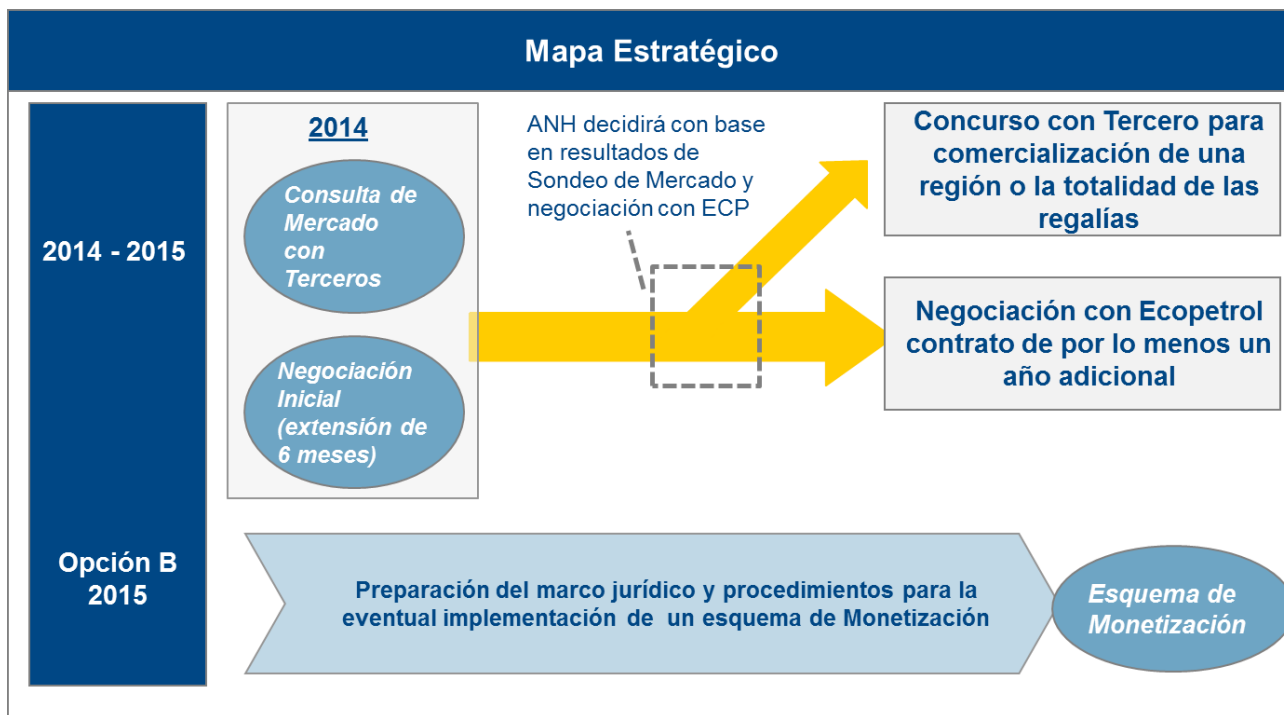 Mapa Estratégico
2014 - 2015
2014
Consulta de
Mercado
con
Terceros
Negociación
Inicial
(extensión de
6 meses)
ANH decidirá con base
en resultados de
Sondeo de Mercado y
negociación con ECP
Concurso con Tercero para
comercialización de una
región o la totalidad de las
regalías
Negociación con Ecopetrol
contrato de por lo menos un
año adicional
Opción B
2015
Preparación del marco jurídico y procedimientos para la
eventual implementación de un esquema de Monetización
Esquema de
Monetización